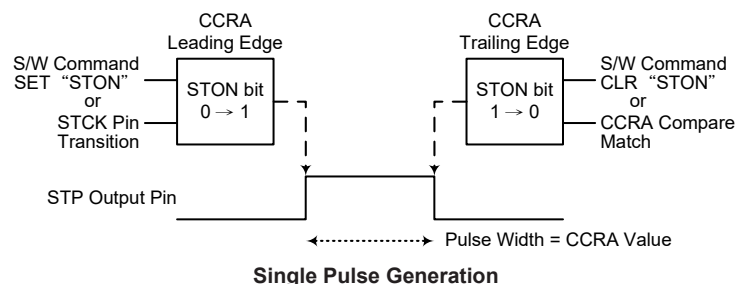 CCRA
Leading Edge
CCRA
Trailing Edge
S/W Command
SET “STON”
or
STCK Pin
Transition
STON bit
0 → 1
STON bit
1 → 0
S/W Command
CLR “STON”
or
CCRA Compare
Match
STP Output Pin
Pulse Width = CCRA Value
Single Pulse Generation